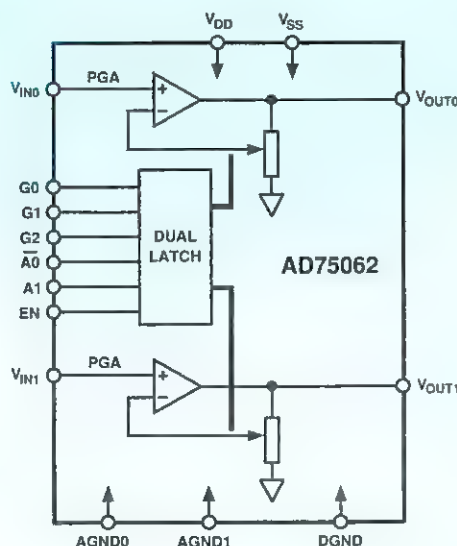 VDD
VSS
VIN0
PGA
VOUT0
G0
G1
G2
A̅0̅
A1
EN
DUAL
LATCH
AD75062
VIN1
PGA
VOUT1
AGND0
AGND1
DGND